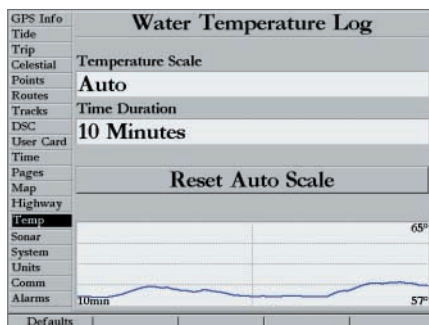 GPS Info
Tide
Trip
Celestial
Points
Routes
Tracks
DSC
User Card
Time
Pages
Map
Highway
Temp
Sonar
System
Units
Comm
Alarms
Water Temperature Log
Temperature Scale
Auto
Time Duration
10 Minutes
Reset Auto Scale
65°
10min
57°
Defaults